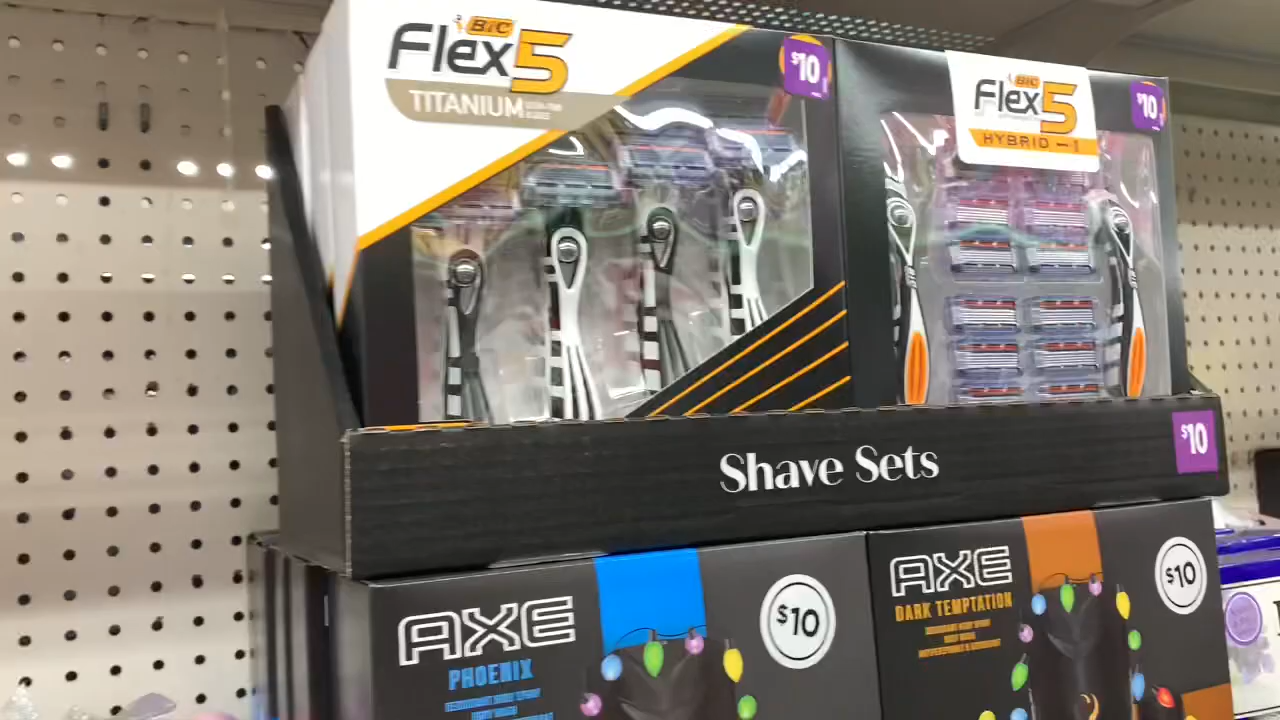 BIC
Flex5
TITANIUM
$10
BIC
Flex5
HYBRID
$10
Shave Sets
$10
AXE
PHOENIX
$10
AXE
DARK TEMPTATION
$10